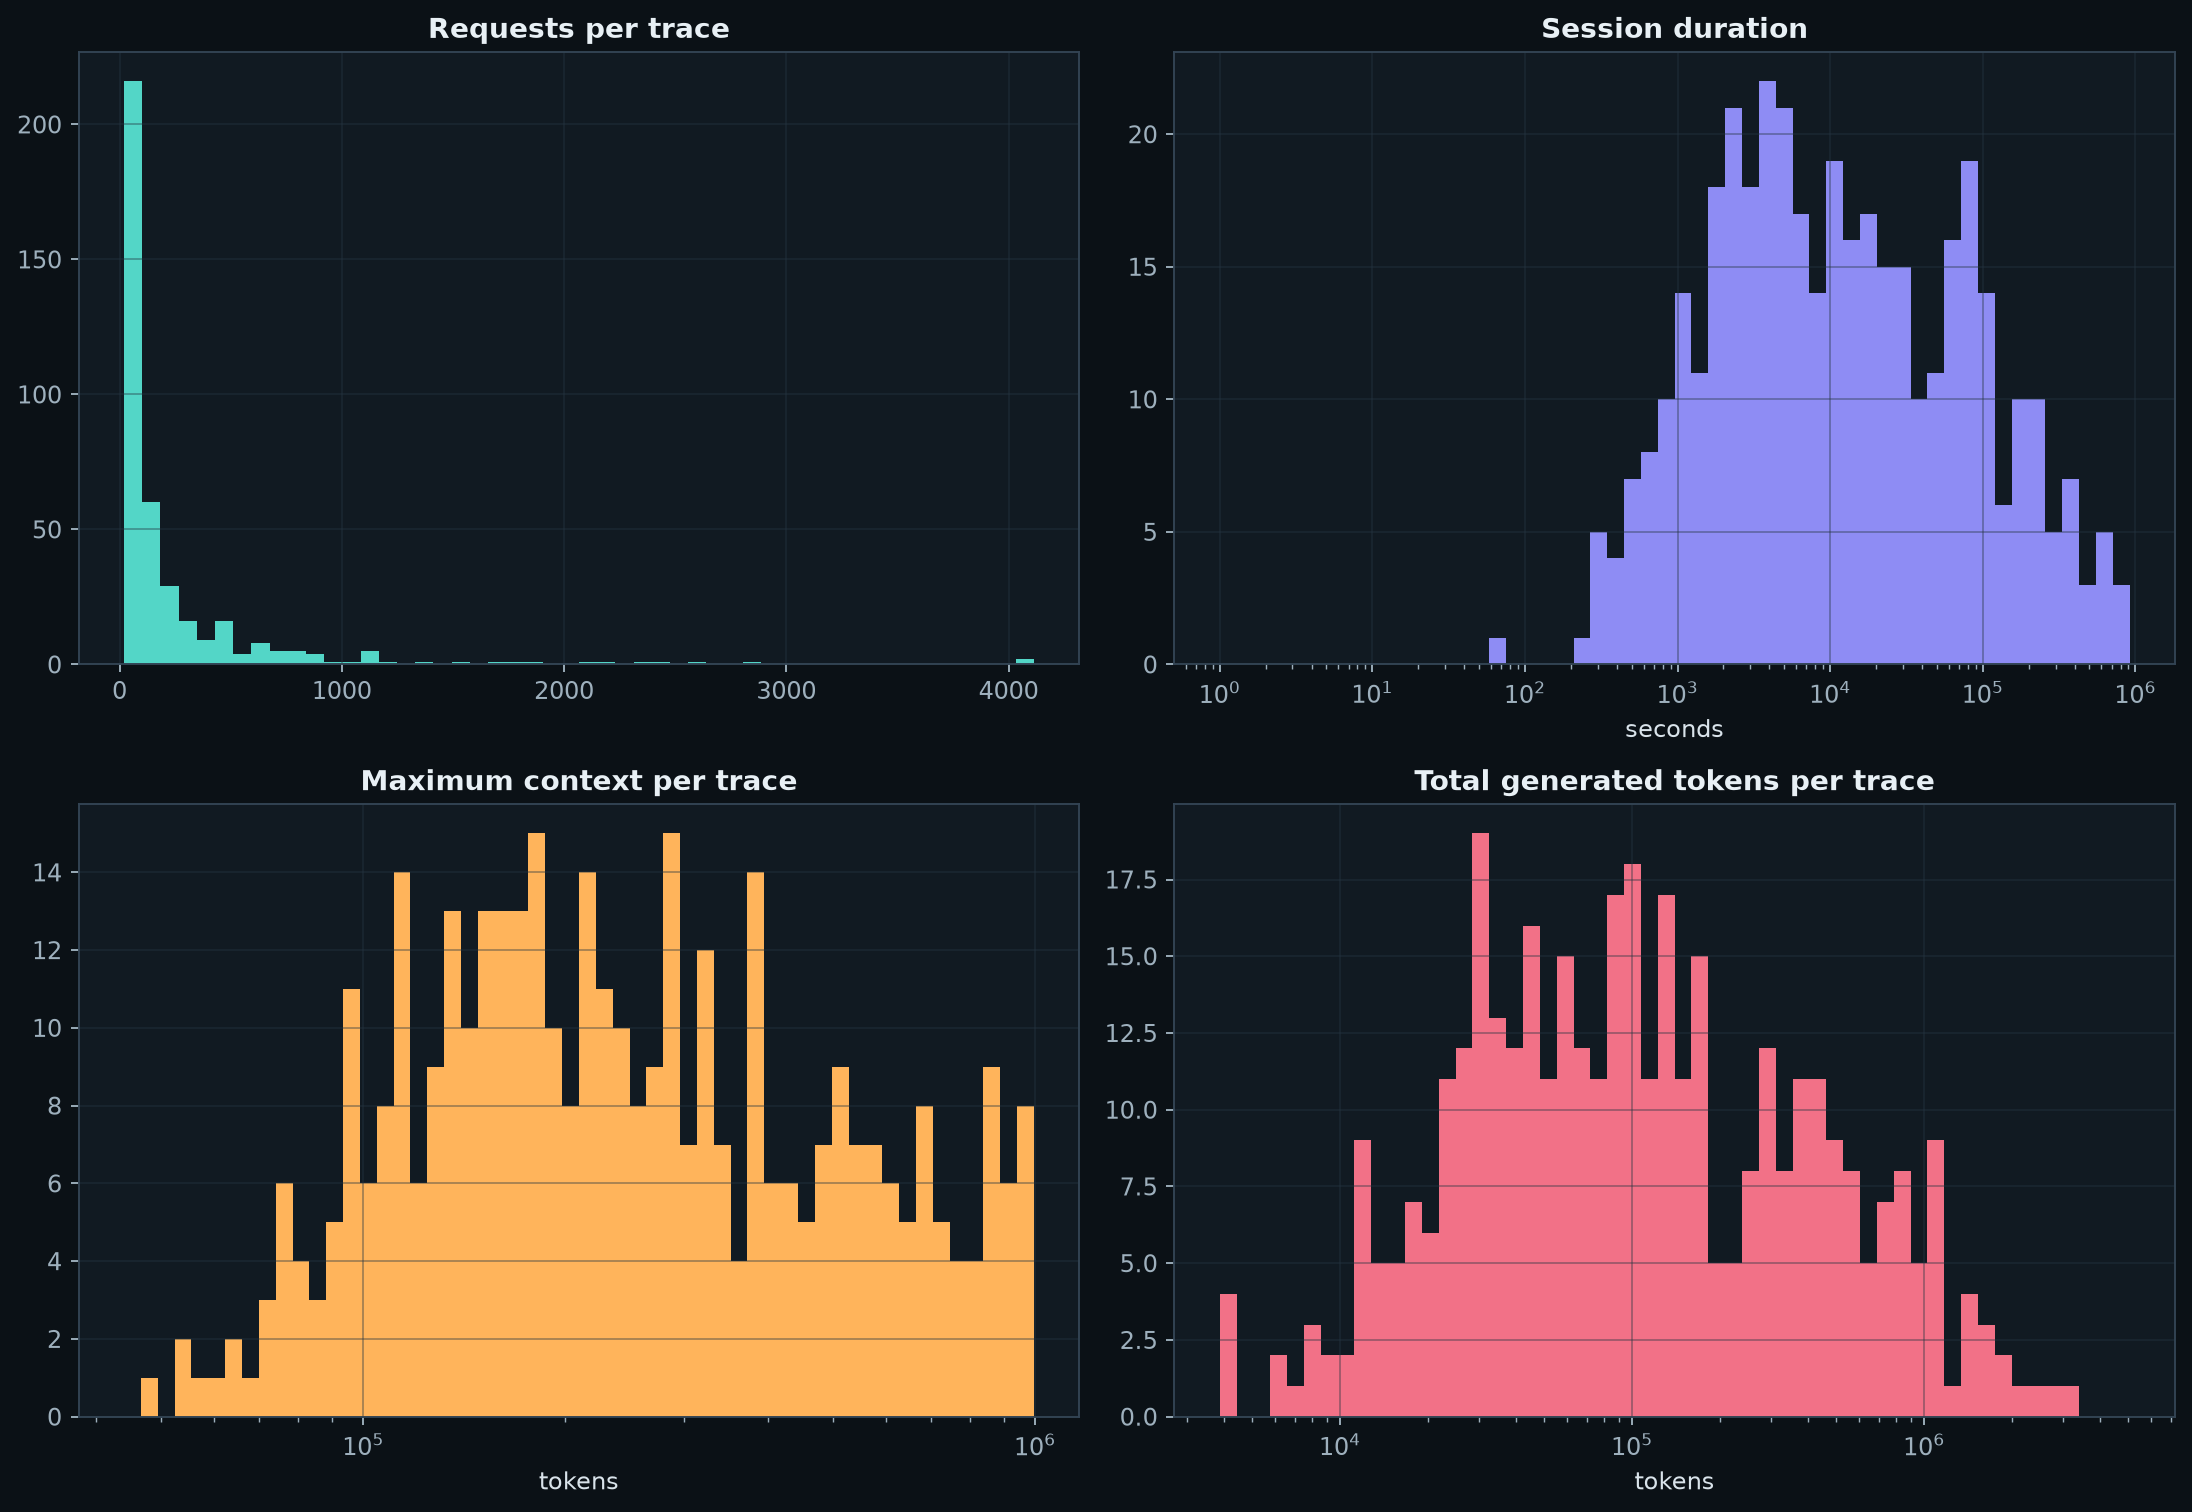 Requests per trace
200
150
100
50
0
0 1000 2000 3000 4000
Session duration
20
15
10
5
0
10⁰ 10¹ 10² 10³ 10⁴ 10⁵ 10⁶
seconds
Maximum context per trace
14
12
10
8
6
4
2
0
10⁵ 10⁶
tokens
Total generated tokens per trace
17.5
15.0
12.5
10.0
7.5
5.0
2.5
0.0
10⁴ 10⁵ 10⁶
tokens